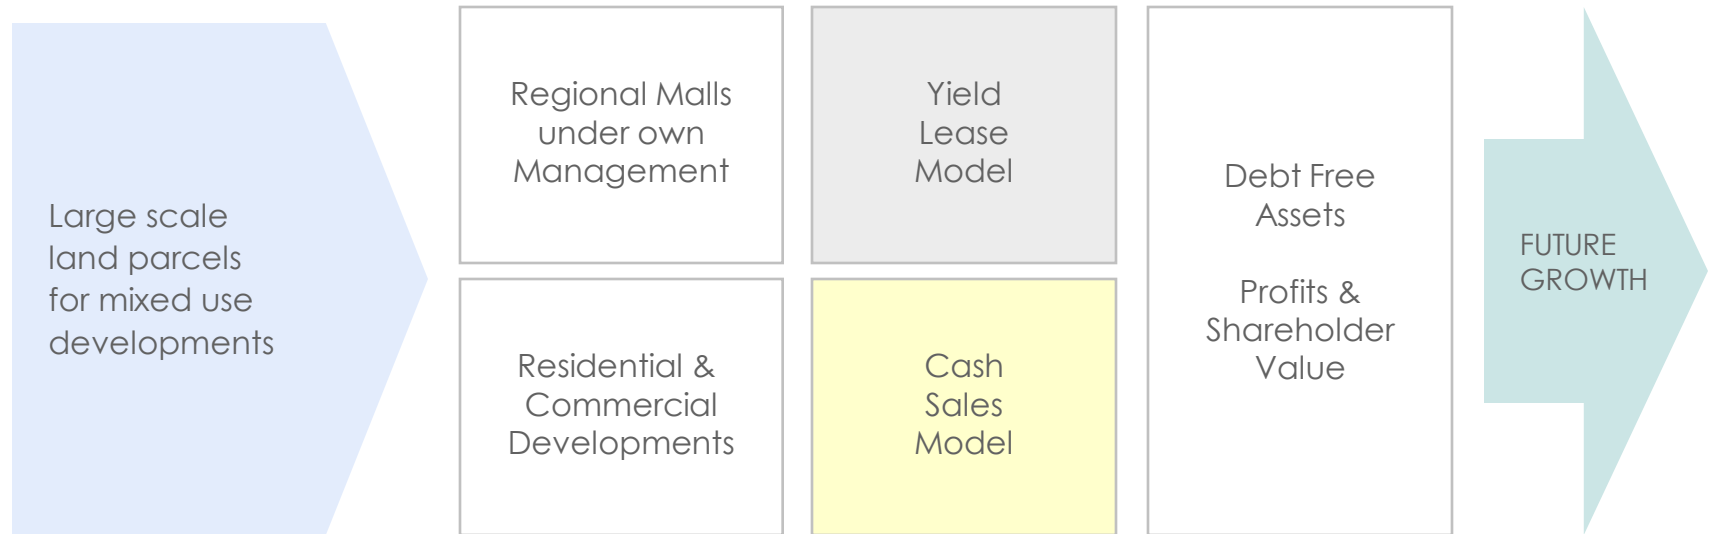 Large scale
land parcels
for mixed use
developments
Regional Malls
under own
Management
Residential &
Commercial
Developments
Yield
Lease
Model
Cash
Sales
Model
Debt Free
Assets
Profits &
Shareholder
Value
FUTURE
GROWTH